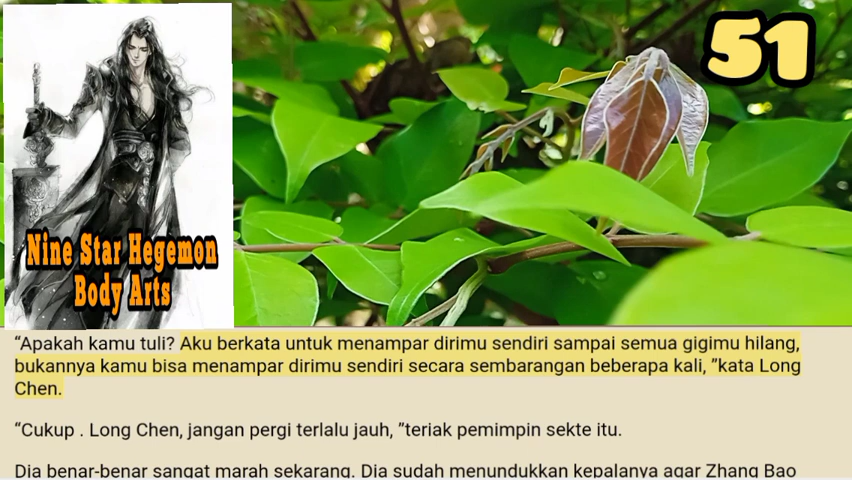 51
Nine Star Hegemon
Body Arts
“Apakah kamu tuli? Aku berkata untuk menampar dirimu sendiri sampai semua gigimu hilang,
bukannya kamu bisa menampar dirimu sendiri secara sembarangan beberapa kali, ”kata Long
Chen.
“Cukup . Long Chen, jangan pergi terlalu jauh, ”teriak pemimpin sekte itu.
Dia benar-benar sangat marah sekarang. Dia sudah menundukkan kepalanya agar Zhang Bao